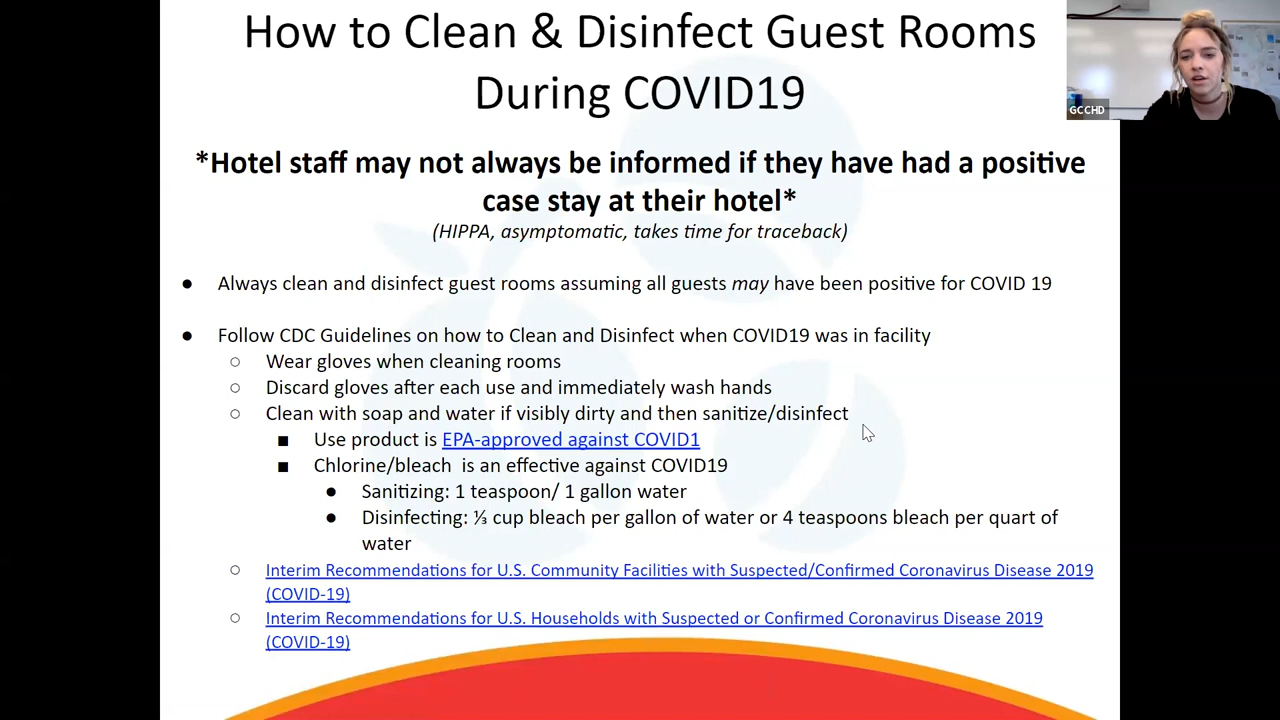 How to Clean & Disinfect Guest Rooms
During COVID19
GCCHD
*Hotel staff may not always be informed if they have had a positive
case stay at their hotel*
(HIPPA, asymptomatic, takes time for traceback)
● Always clean and disinfect guest rooms assuming all guests may have been positive for COVID 19
● Follow CDC Guidelines on how to Clean and Disinfect when COVID19 was in facility
○ Wear gloves when cleaning rooms
○ Discard gloves after each use and immediately wash hands
○ Clean with soap and water if visibly dirty and then sanitize/disinfect
■ Use product is EPA-approved against COVID1
■ Chlorine/bleach is an effective against COVID19
● Sanitizing: 1 teaspoon/ 1 gallon water
● Disinfecting: ⅓ cup bleach per gallon of water or 4 teaspoons bleach per quart of
water
○ Interim Recommendations for U.S. Community Facilities with Suspected/Confirmed Coronavirus Disease 2019
(COVID-19)
○ Interim Recommendations for U.S. Households with Suspected or Confirmed Coronavirus Disease 2019
(COVID-19)